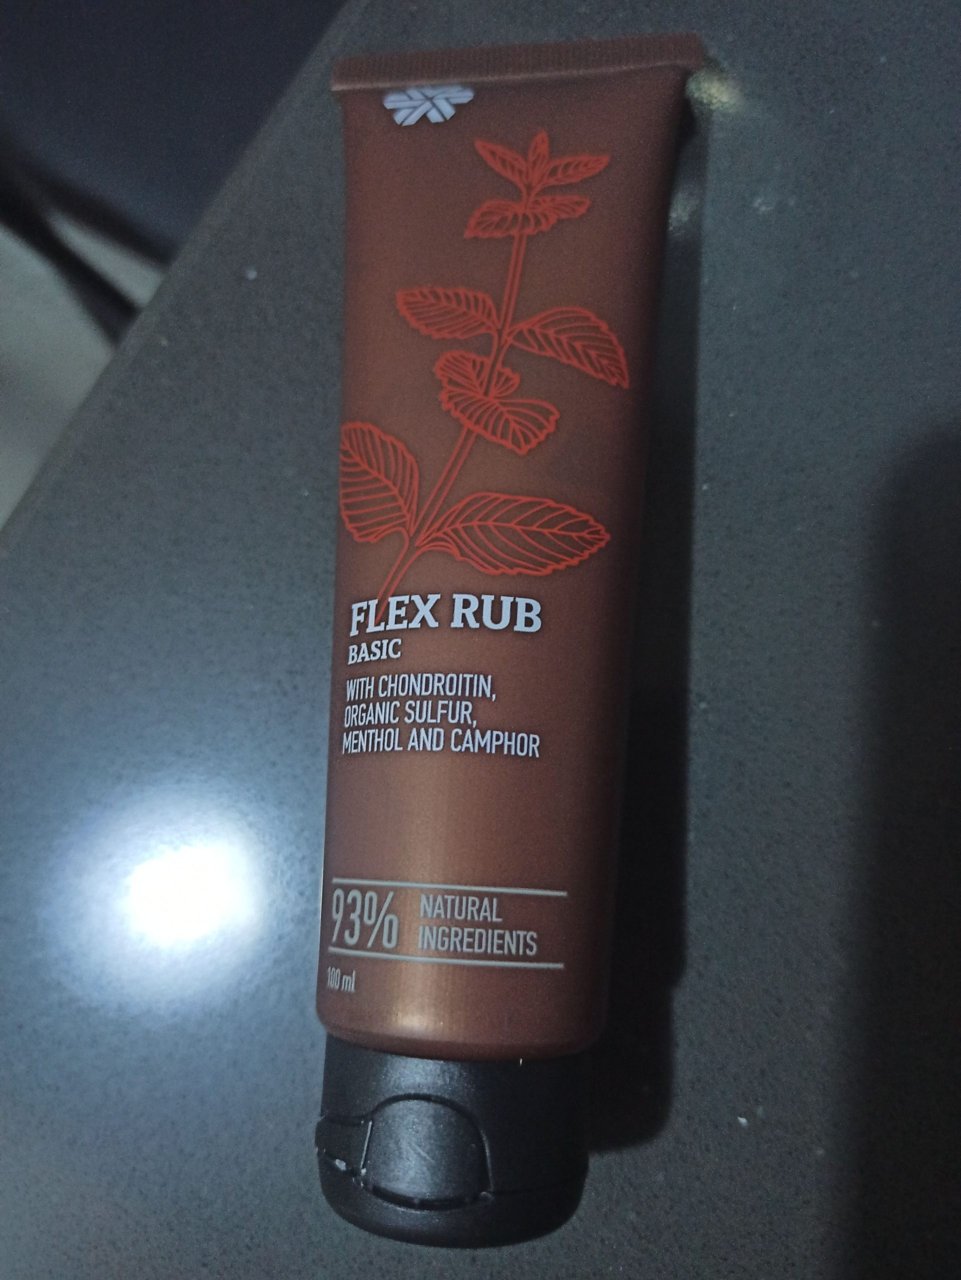 FLEX RUB
BASIC
WITH CHONDROITIN,
ORGANIC SULFUR,
MENTHOL AND CAMPHOR
93%
NATURAL
INGREDIENTS
100 ml